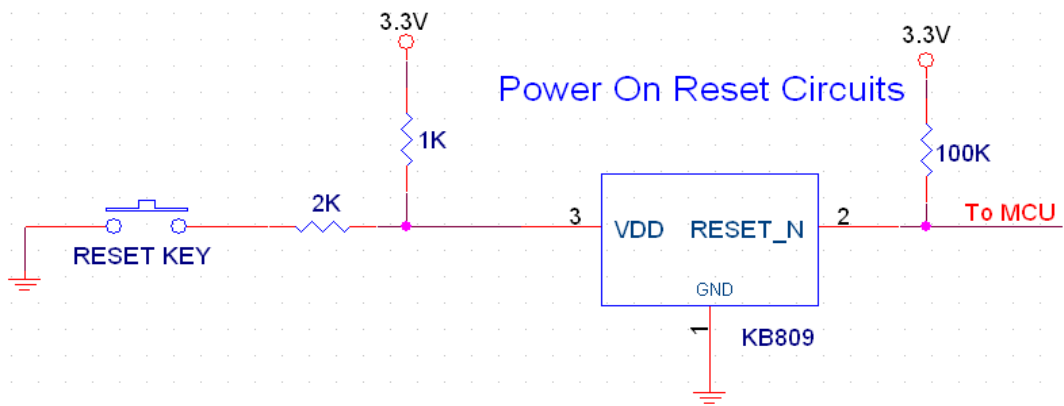 3.3V
3.3V
Power On Reset Circuits
1K
100K
2K
3
VDD
RESET_N
2
To MCU
RESET KEY
GND
1
KB809